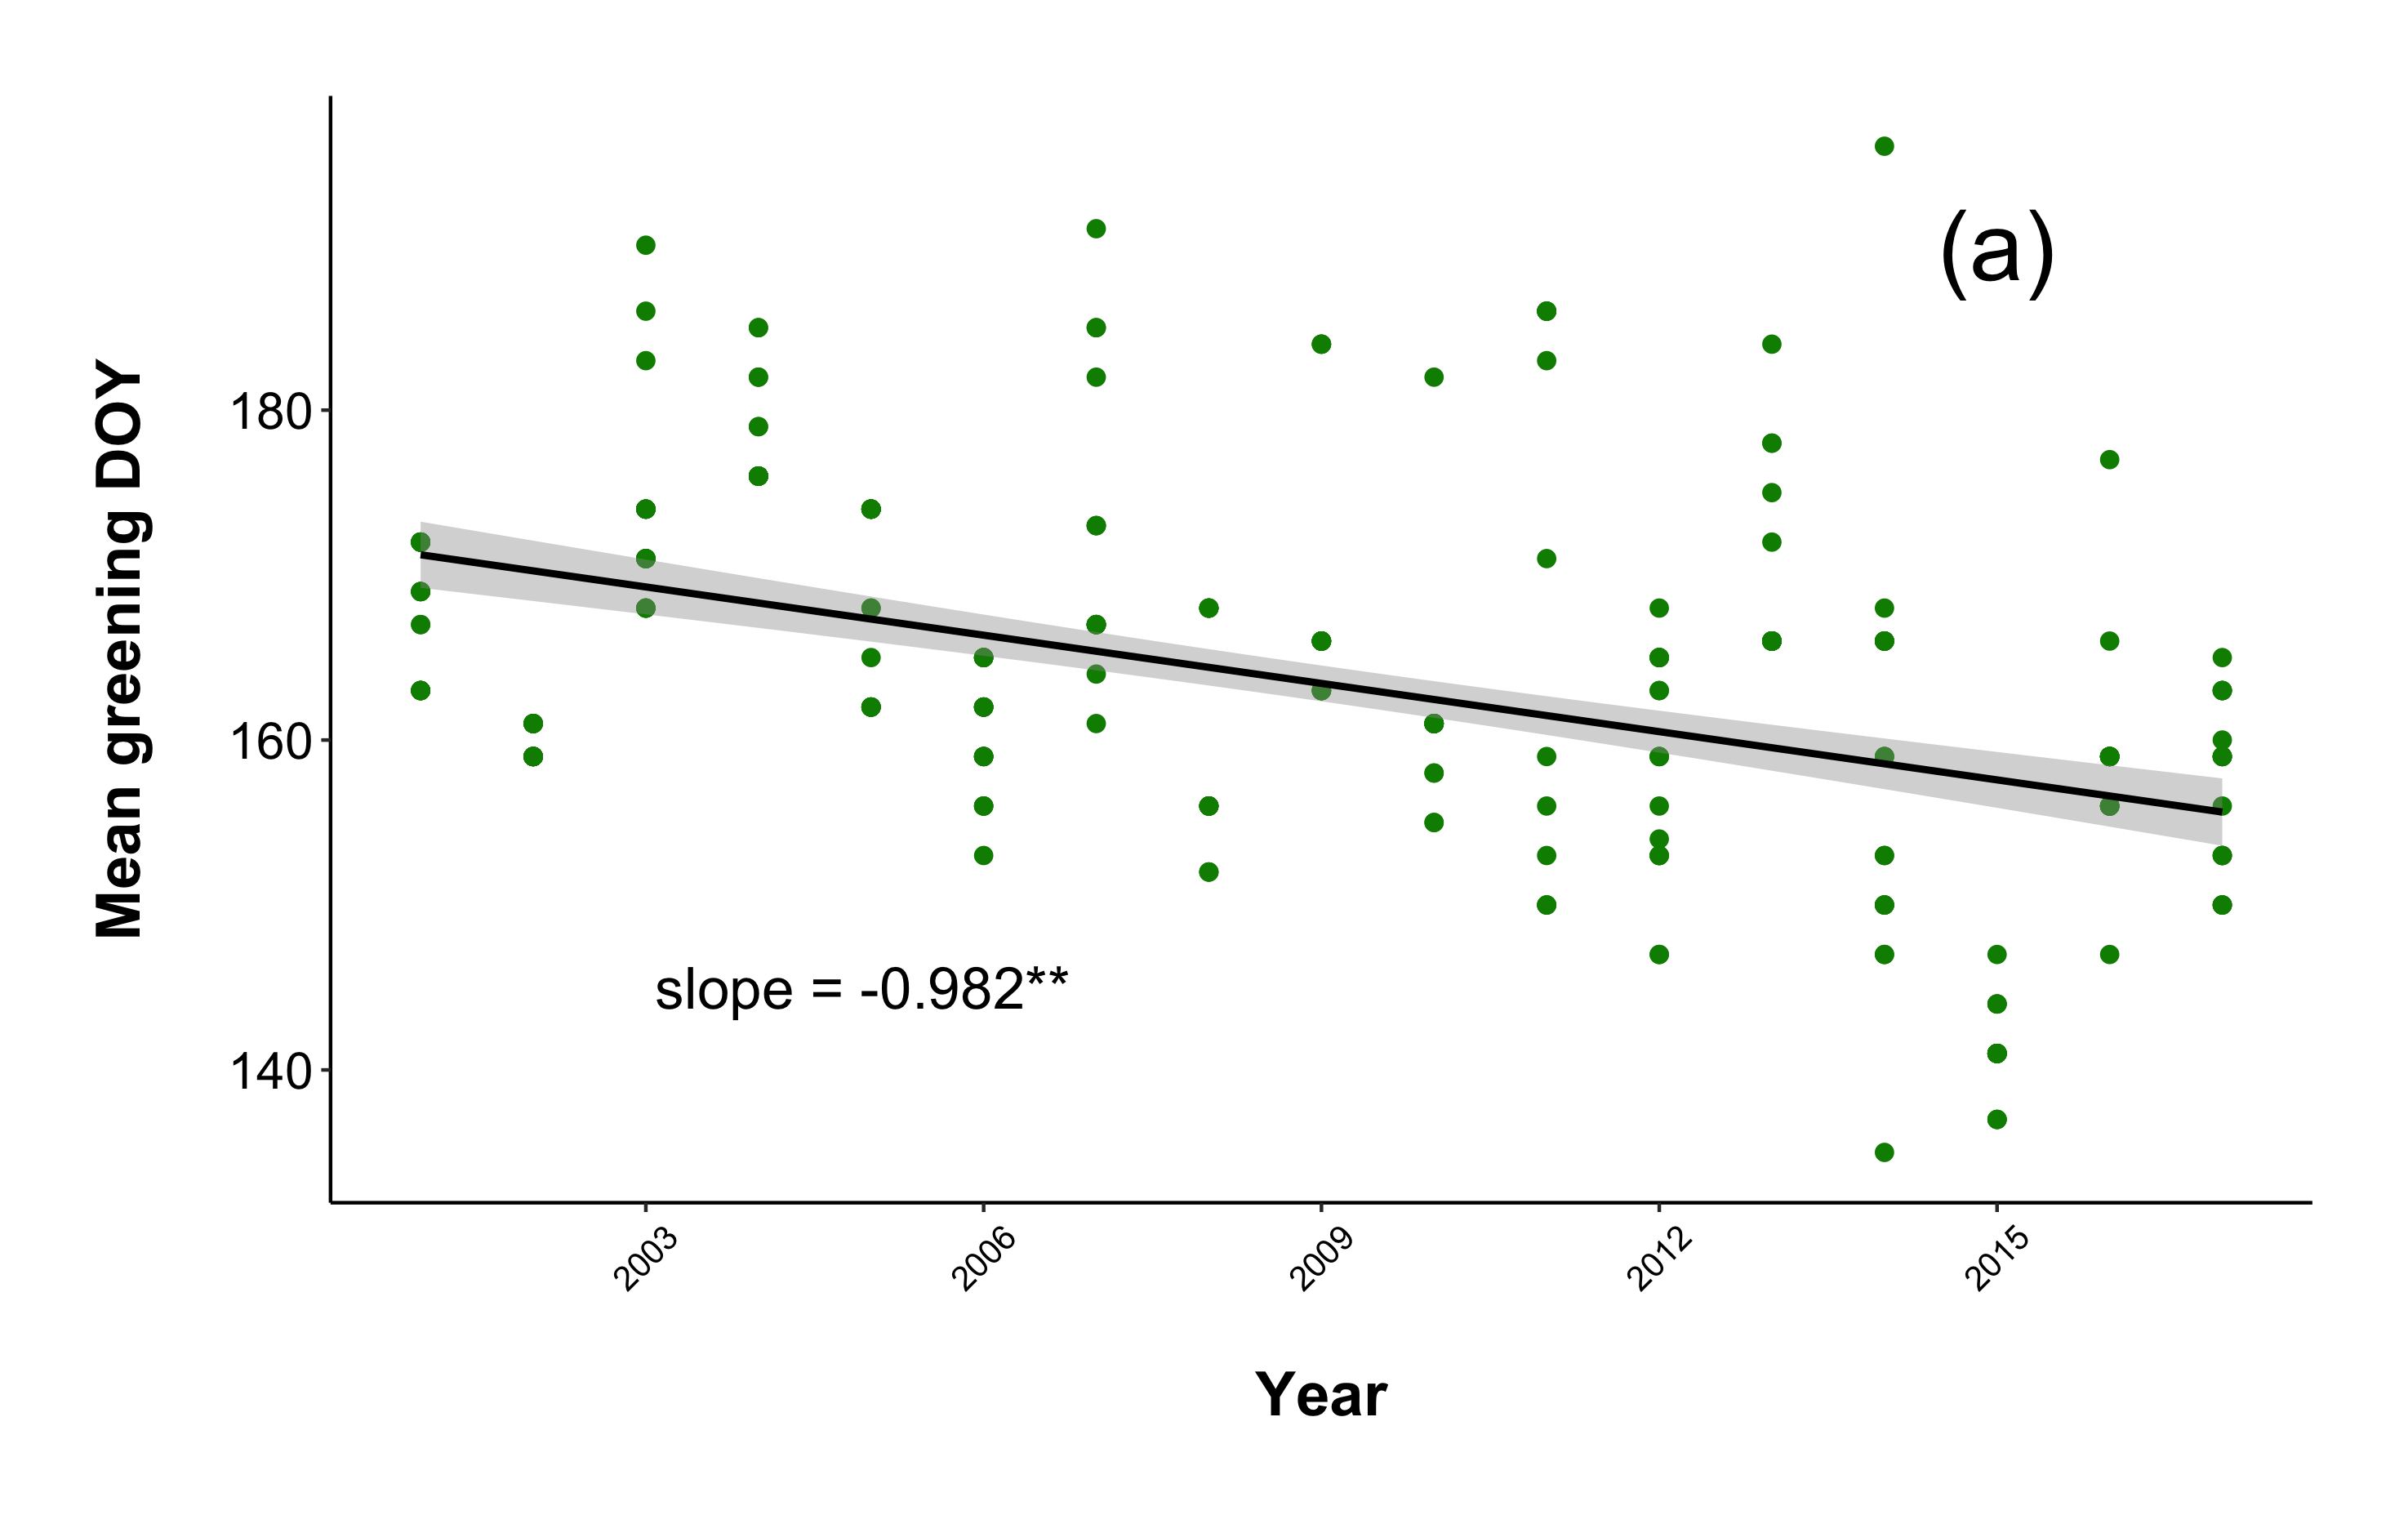 (a)
Mean greening DOY
180
160
140
slope = -0.982**
2003
2006
2009
2012
2015
Year